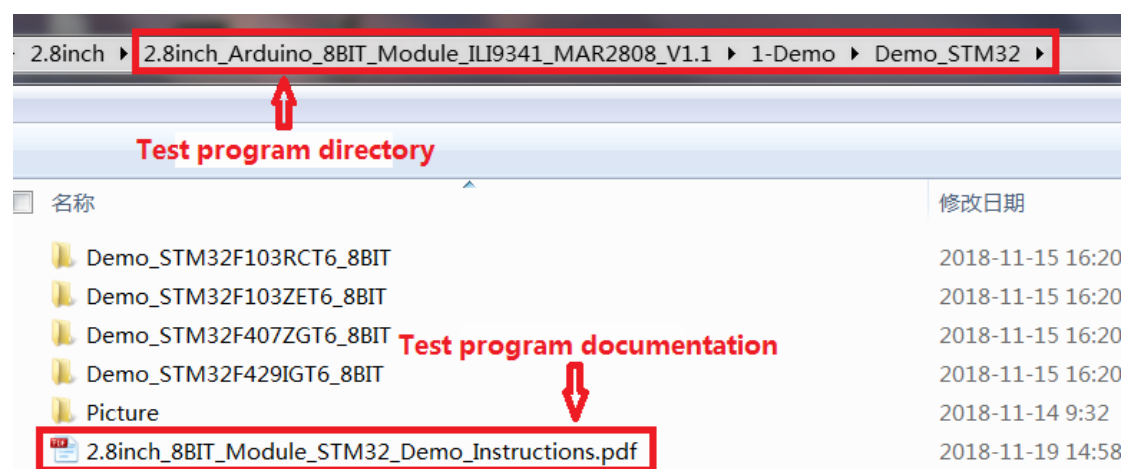 2.8inch ▸ 2.8inch_Arduino_8BIT_Module_ILI9341_MAR2808_V1.1 ▸ 1-Demo ▸ Demo_STM32 ▸
Test program directory
名称 修改日期
Demo_STM32F103RCT6_8BIT 2018-11-15 16:20
Demo_STM32F103ZET6_8BIT 2018-11-15 16:20
Demo_STM32F407ZGT6_8BIT 2018-11-15 16:20
Test program documentation
Demo_STM32F429IGT6_8BIT 2018-11-15 16:20
Picture 2018-11-14 9:32
2.8inch_8BIT_Module_STM32_Demo_Instructions.pdf 2018-11-19 14:58